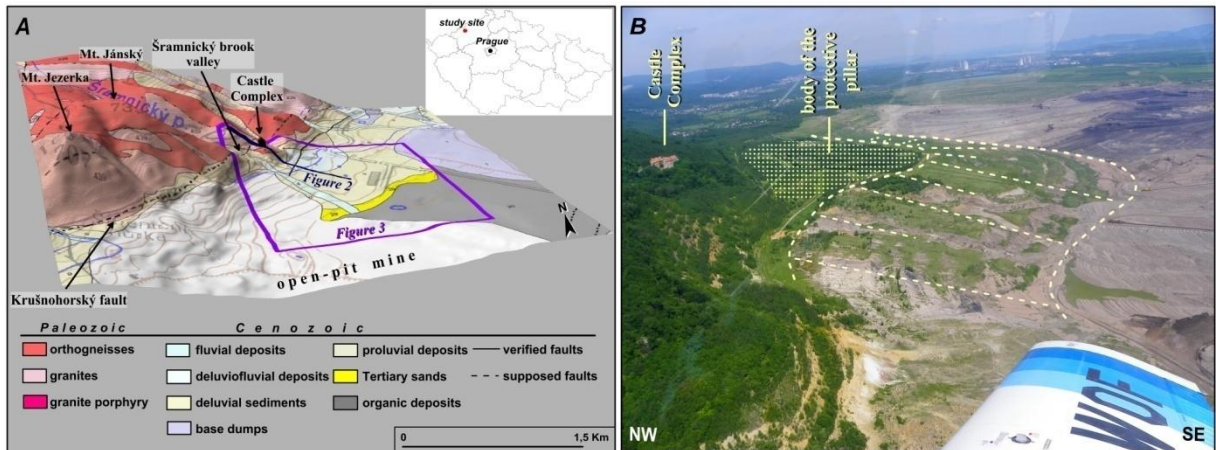 A
study site
Prague
Šramnický brook
valley
Mt. Jánský
Castle
Complex
Mt. Jezerka
Šramnický p.
Figure 2
Figure 3
N
open-pit mine
Krušnohorský fault
Paleozoic
Cenozoic
orthogneisses
fluvial deposits
proluvial deposits
verified faults
granites
deluviofluvial deposits
Tertiary sands
supposed faults
granite porphyry
deluvial sediments
organic deposits
base dumps
0
1,5 Km
B
Castle
Complex
body of the
protective
pillar
WOF
NW
SE